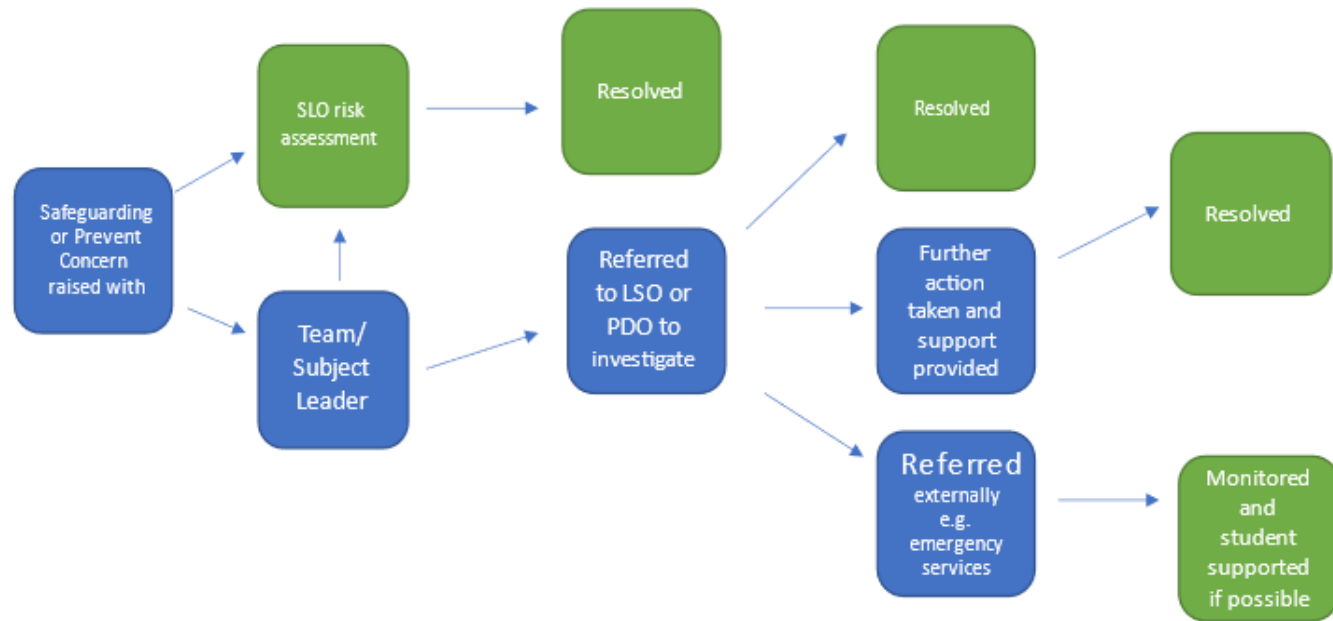 Safeguarding
or Prevent
Concern
raised with
SLO risk
assessment
Team/
Subject
Leader
Resolved
Referred
to LSO or
PDO to
investigate
Resolved
Further
action
taken and
support
provided
Referred
externally
e.g.
emergency
services
Resolved
Monitored
and
student
supported
if possible